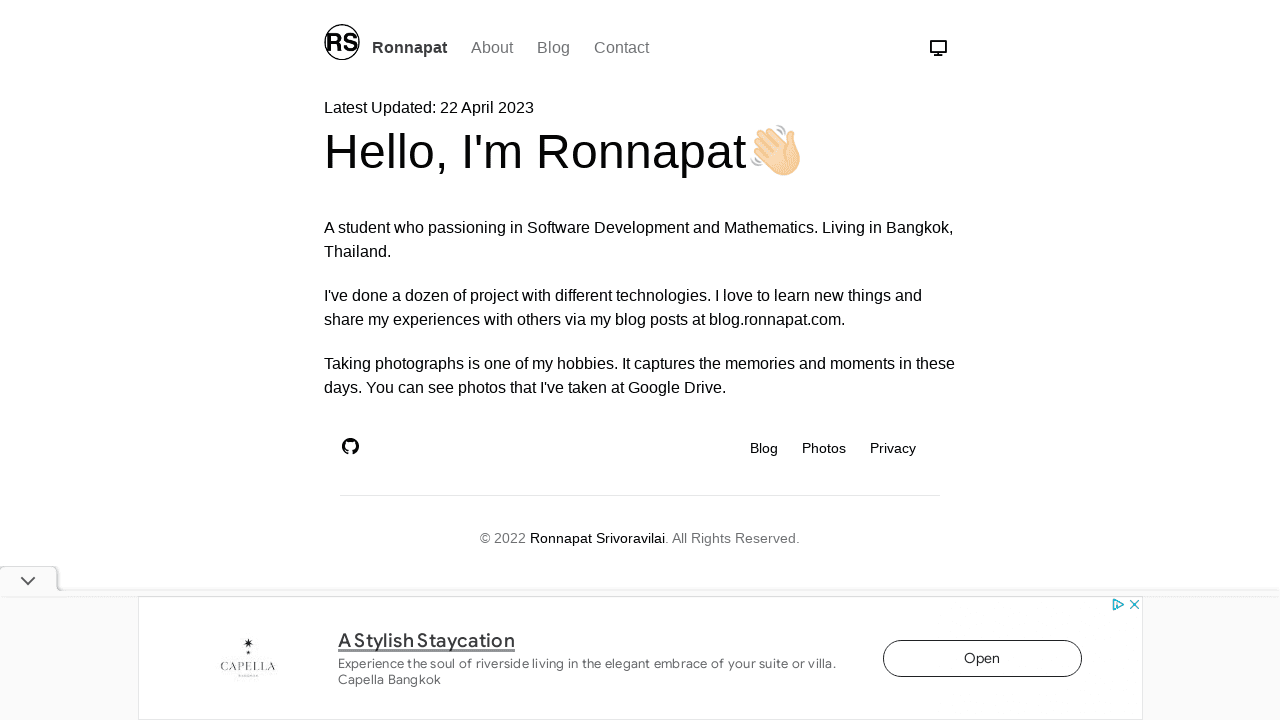 RS Ronnapat About Blog Contact
Latest Updated: 22 April 2023
Hello, I'm Ronnapat👋🏻
A student who passioning in Software Development and Mathematics. Living in Bangkok,
Thailand.
I've done a dozen of project with different technologies. I love to learn new things and
share my experiences with others via my blog posts at blog.ronnapat.com.
Taking photographs is one of my hobbies. It captures the memories and moments in these
days. You can see photos that I've taken at Google Drive.
Blog Photos Privacy
© 2022 Ronnapat Srivoravilai. All Rights Reserved.
CAPELLA
A Stylish Staycation
Experience the soul of riverside living in the elegant embrace of your suite or villa.
Capella Bangkok
Open